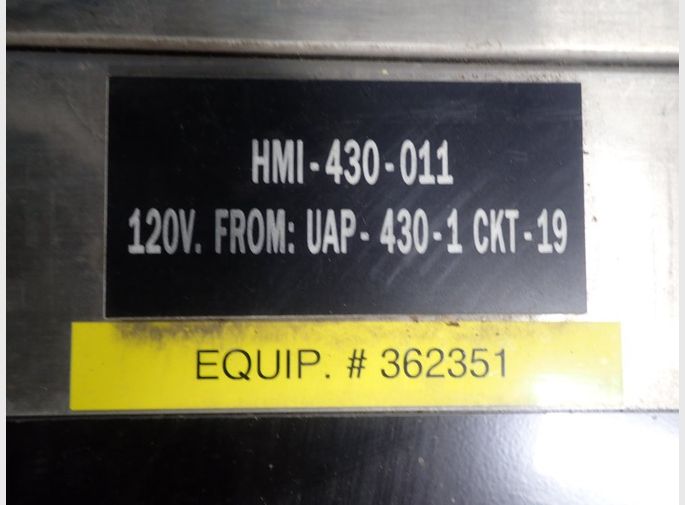 HMI-430-011
120V. FROM: UAP-430-1 CKT-19
EQUIP. # 362351